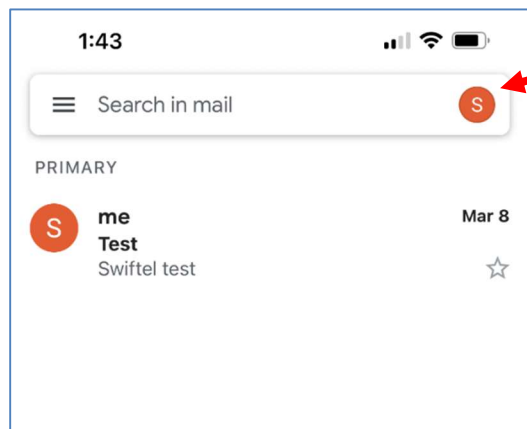 1:43
Search in mail
S
PRIMARY
S
me
Mar 8
Test
Swiftel test